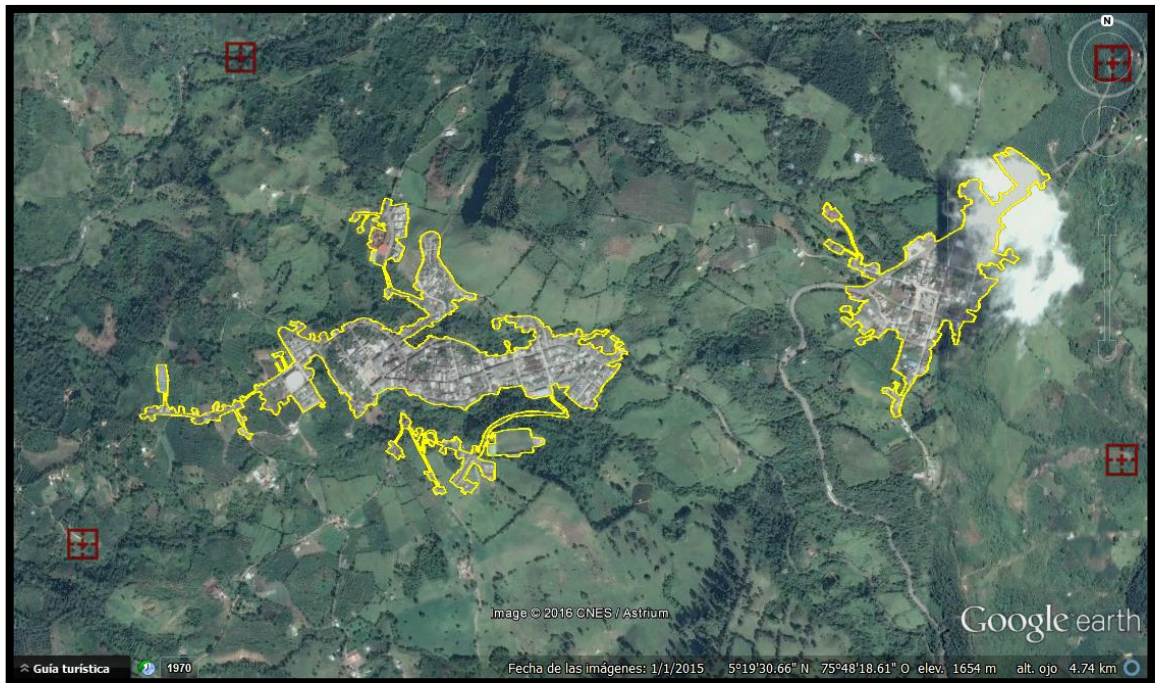 N
Image © 2016 CNES / Astrium
Google earth
Guía turística
1970
Fecha de las imágenes: 1/1/2015 5°19'30.66" N 75°48'18.61" O elev. 1654 m alt. ojo 4.74 km